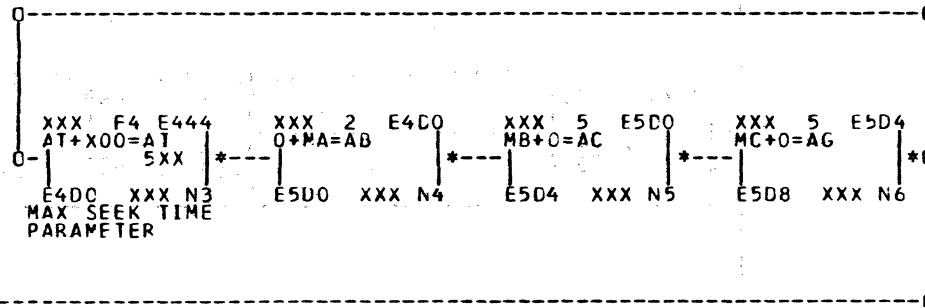 XXX F4 E444 XXX 2 E4D0 XXX 5 E5D0 XXX 5 E5D4
AT+X00=AT 0+MA=AB MB+0=AC MC+0=AG
5XX *--- *--- *--- *
E4D0 XXX N3 E5D0 XXX N4 E5D4 XXX N5 E5D8 XXX N6
MAX SEEK TIME
PARAMETER